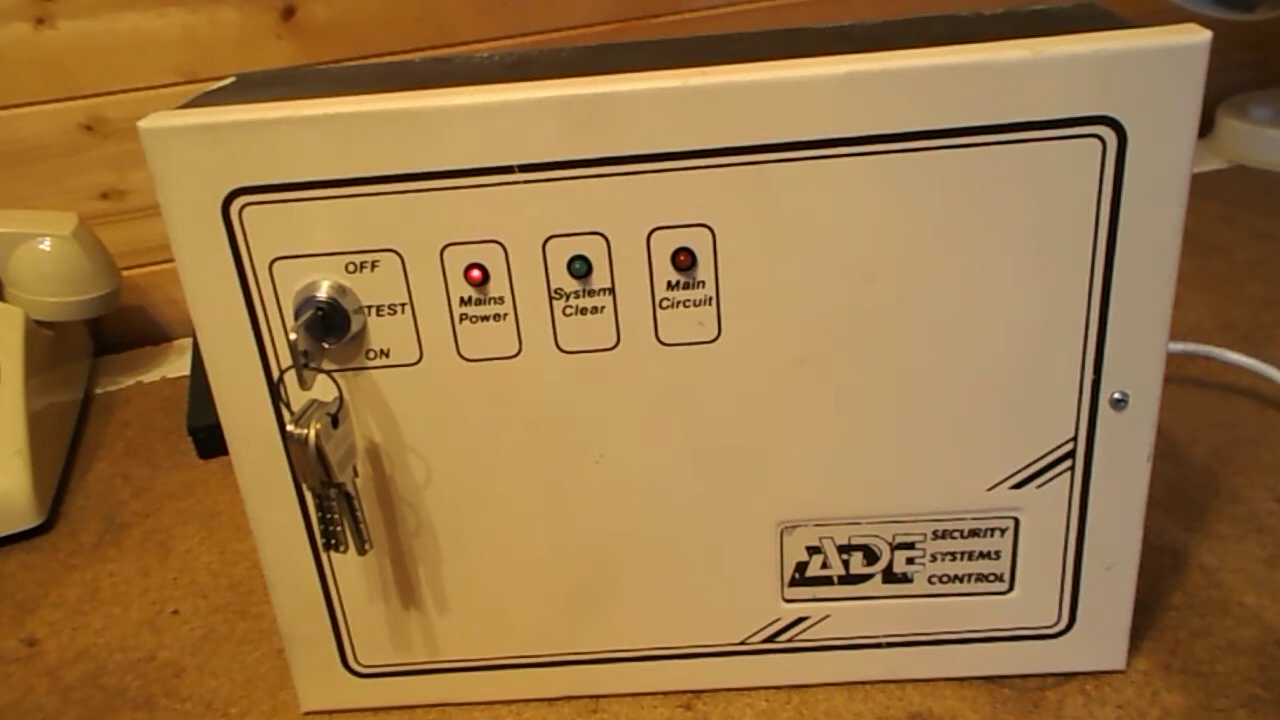 OFF
TEST
ON
Mains
Power
System
Clear
Main
Circuit
ADE
SECURITY
SYSTEMS
CONTROL